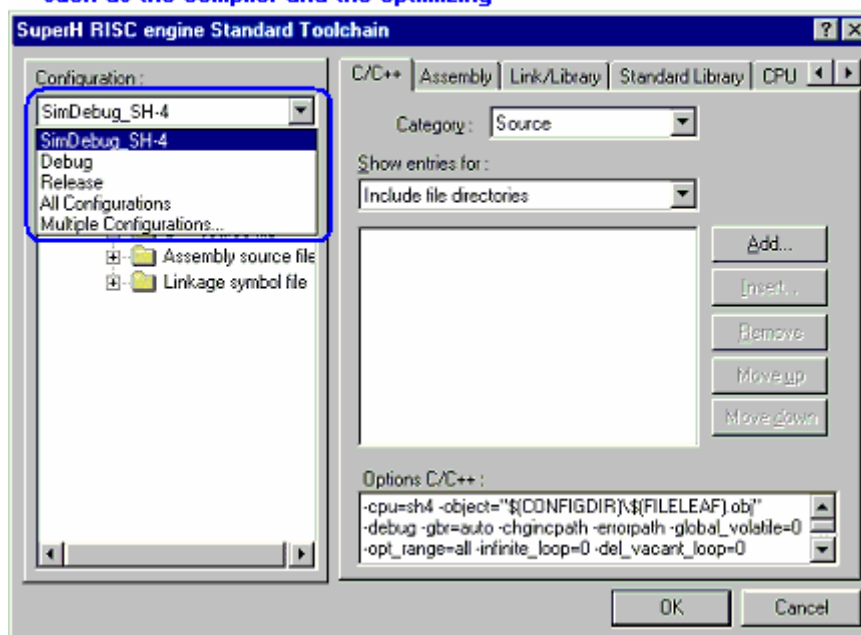 such as the compiler and the optimizing
SuperH RISC engine Standard Toolchain
Configuration :
SimDebug_SH-4
SimDebug_SH-4
Debug
Release
All Configurations
Multiple Configurations...
Assembly source file
Linkage symbol file
C/C++ Assembly Link/Library Standard Library CPU
Category : Source
Show entries for :
Include file directories
Add...
Insert...
Remove
Move up
Move down
Options C/C++ :
-cpu=sh4 -object="$(CONFIGDIR)\$(FILELEAF).obj"
-debug -gbr=auto -chgincpath -errorpath -global_volatile=0
-opt_range=all -infinite_loop=0 -del_vacant_loop=0
OK Cancel